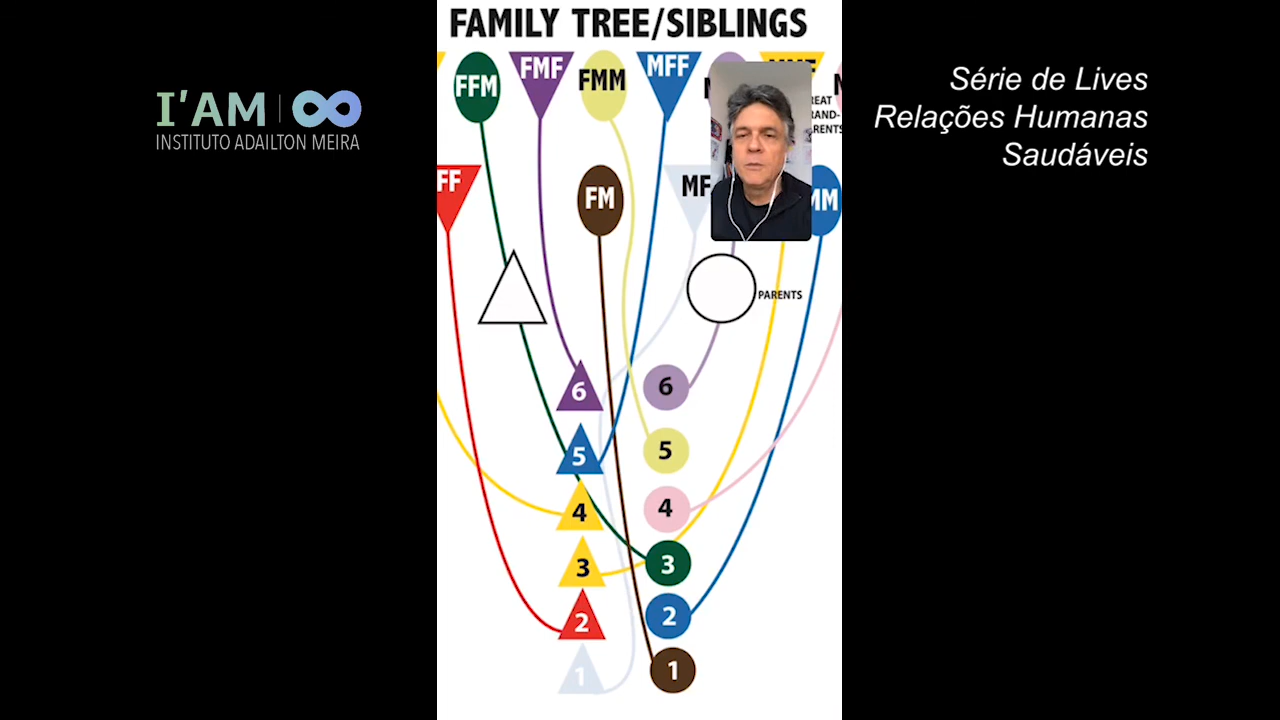 FAMILY TREE/SIBLINGS
FFM
FMF
FMM
MFF
I'AM
INSTITUTO ADAILTON MEIRA
Série de Lives
Relações Humanas
Saudáveis
FF
FM
MF
MM
PARENTS
6
6
5
5
4
4
3
3
2
2
1
1